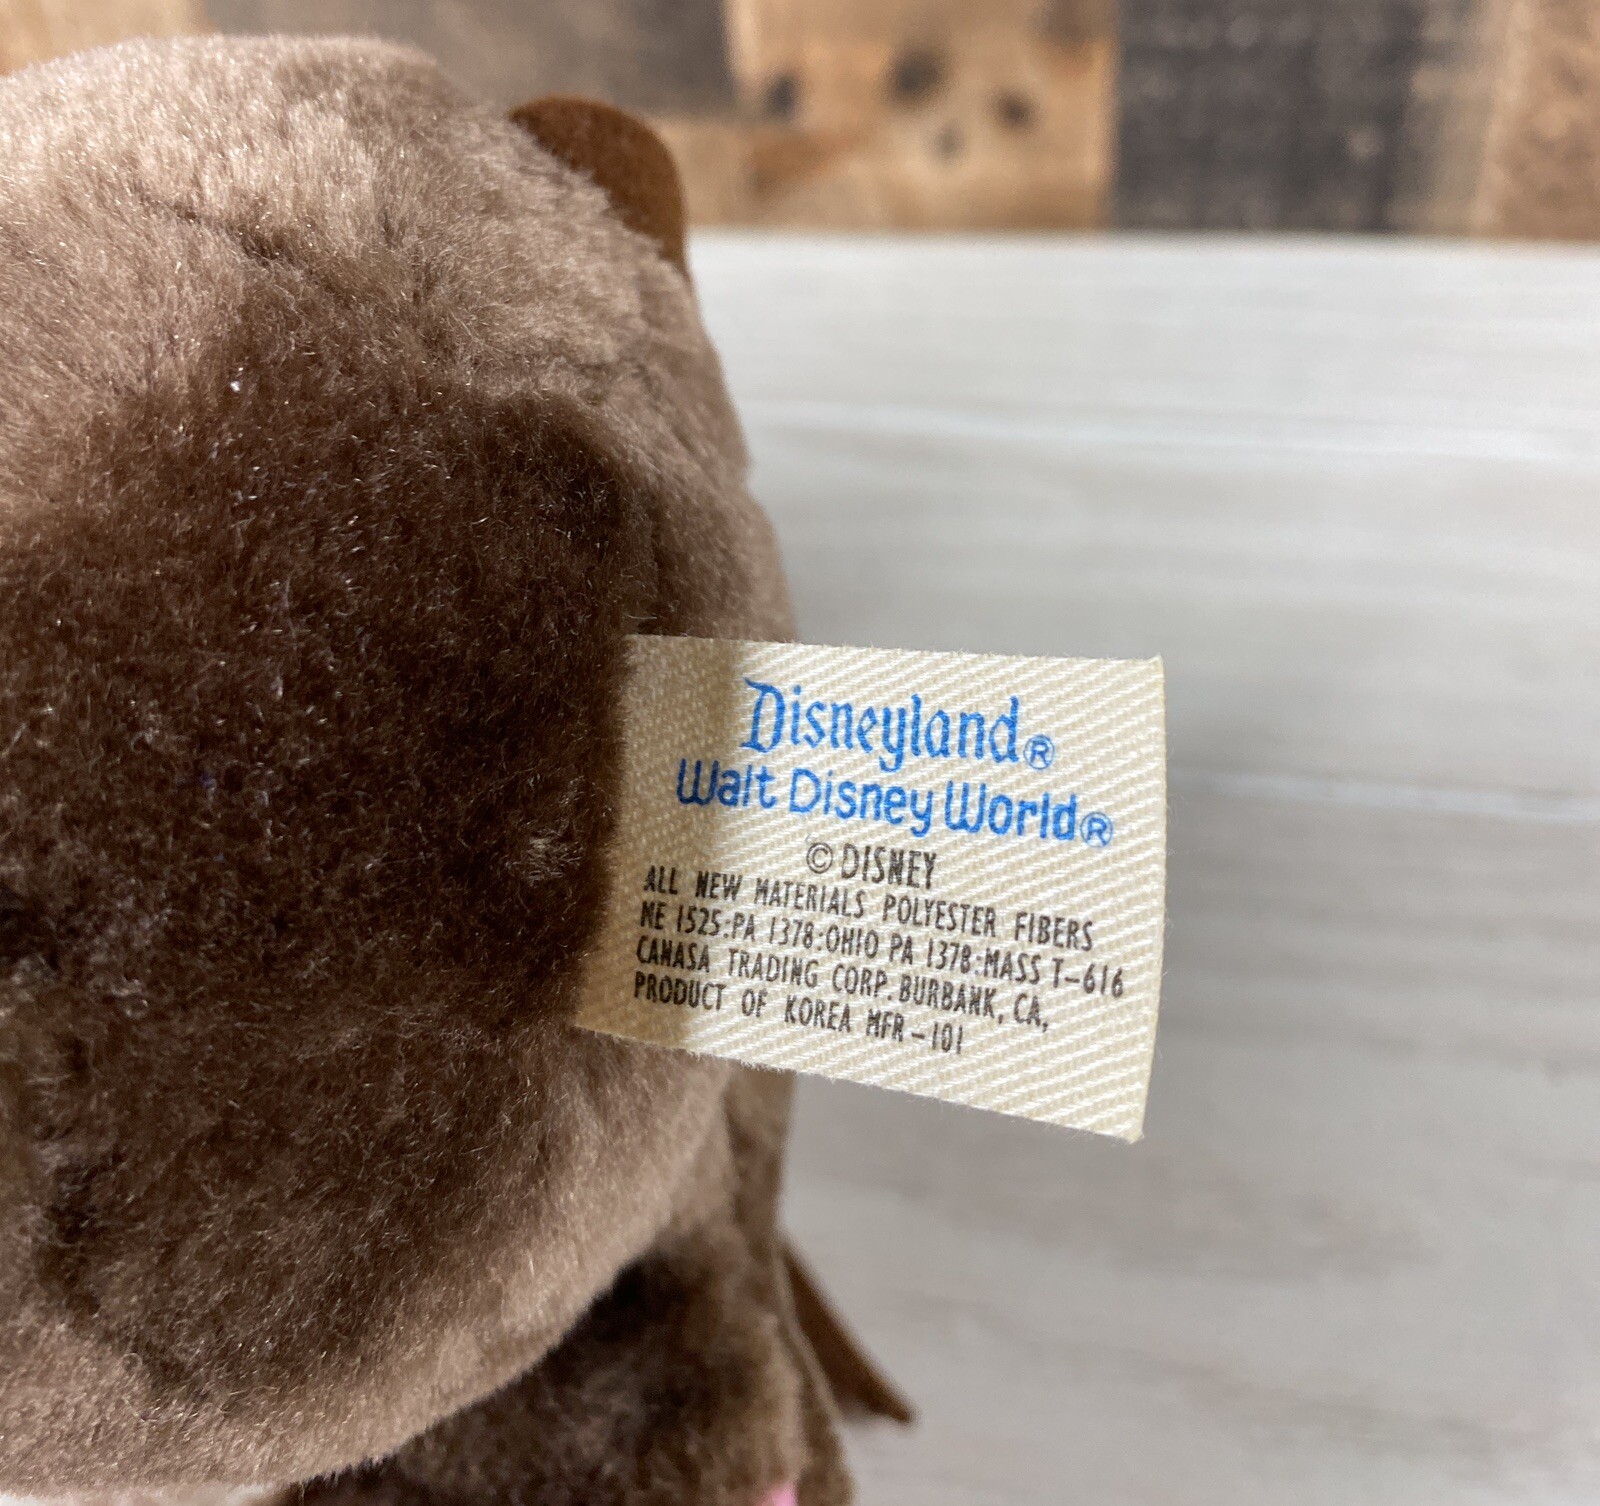 Disneyland®
Walt Disney World®
© DISNEY
ALL NEW MATERIALS POLYESTER FIBERS
ME 1525:PA 1378:OHIO PA 1378:MASS T-616
CANASA TRADING CORP. BURBANK, CA,
PRODUCT OF KOREA MFR-101